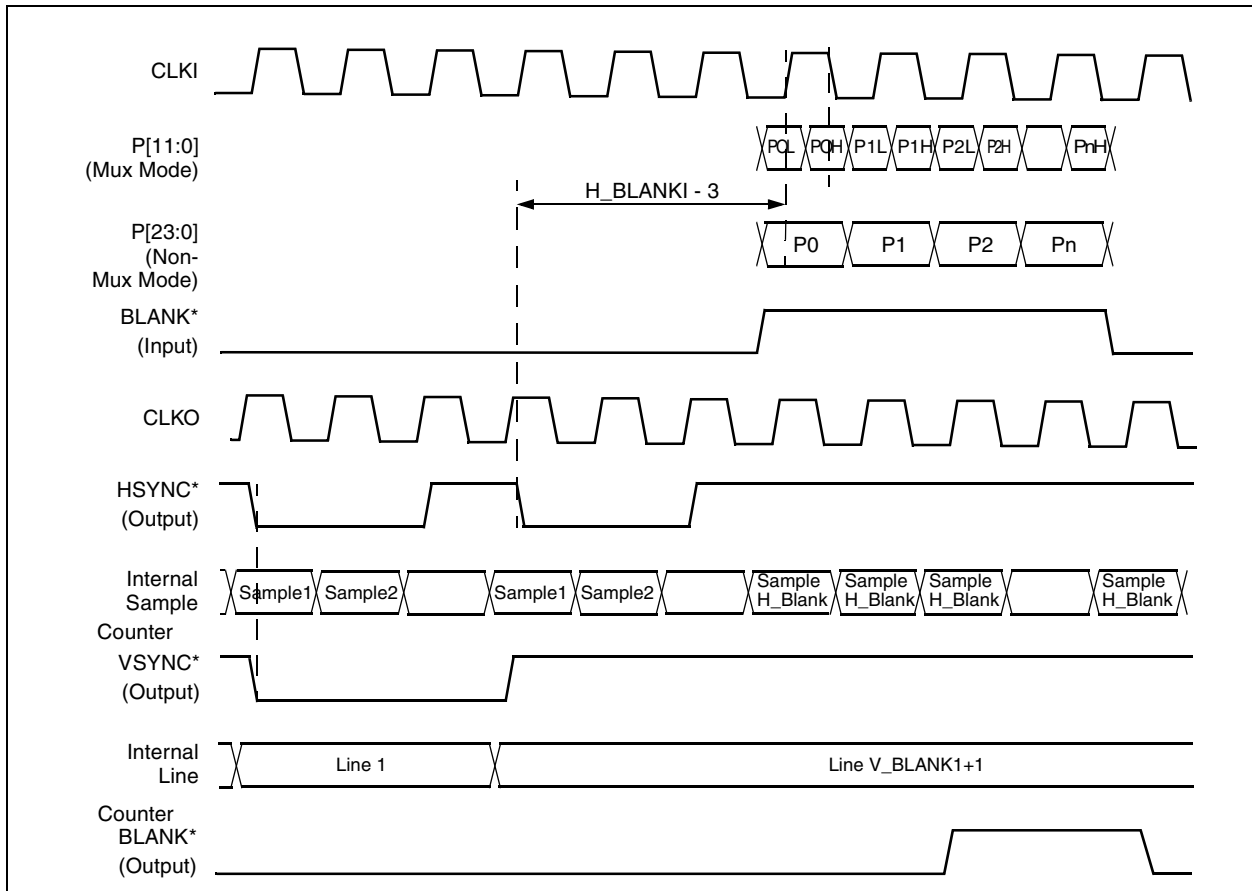 CLKI
P[11:0]
(Mux Mode)
P0L P0H P1L P1H P2L P2H PnH
H_BLANKI - 3
P[23:0]
(Non-
Mux Mode)
P0 P1 P2 Pn
BLANK*
(Input)
CLKO
HSYNC*
(Output)
Internal
Sample
Counter
Sample1 Sample2 Sample1 Sample2 Sample
H_Blank Sample
H_Blank Sample
H_Blank Sample
H_Blank
VSYNC*
(Output)
Internal
Line
Counter
Line 1 Line V_BLANK1+1
BLANK*
(Output)